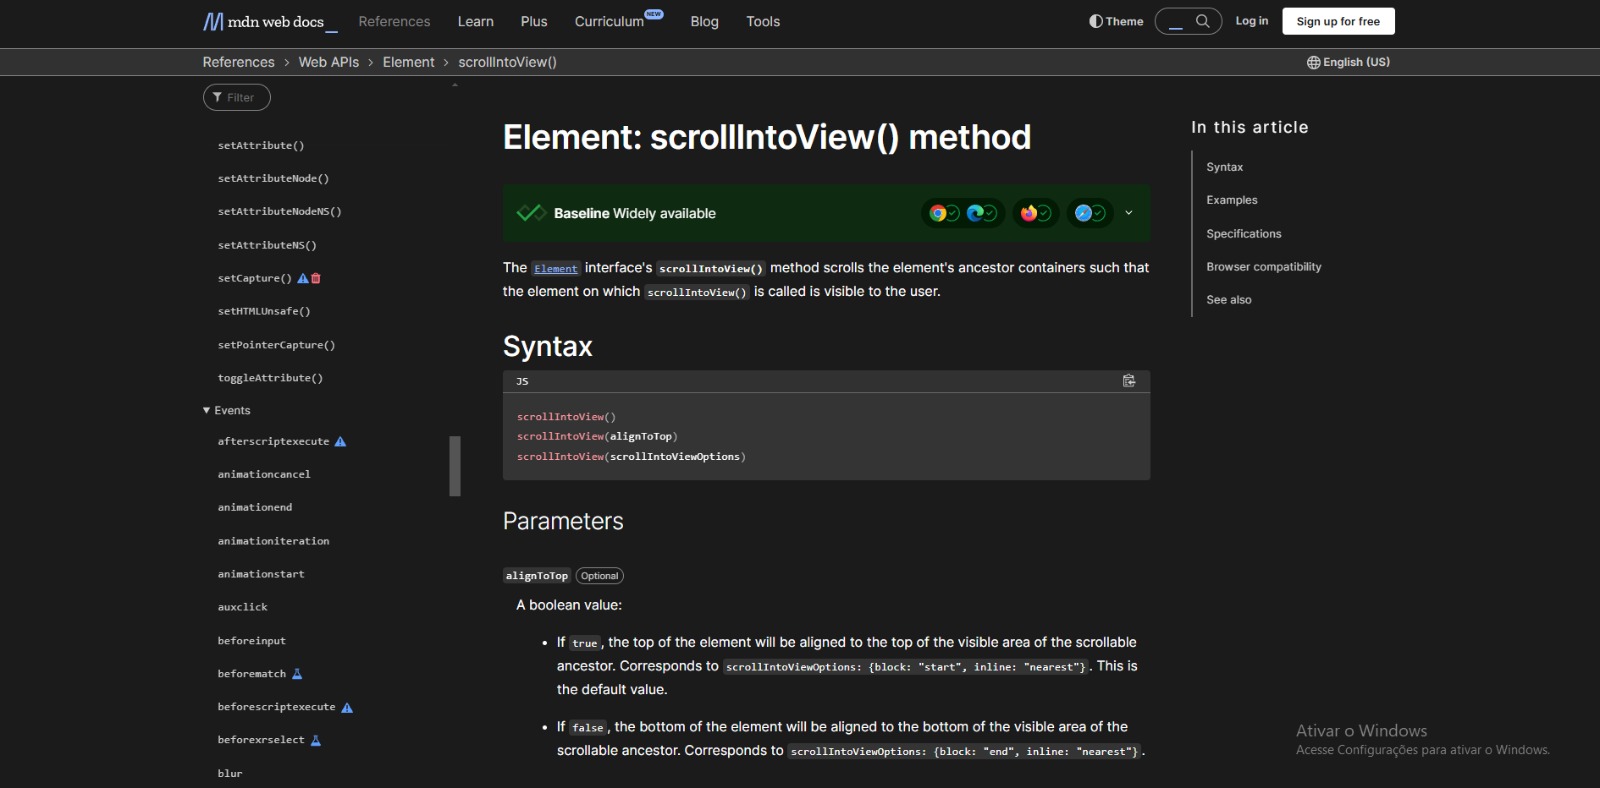 mdn web docs_
References
Learn
Plus
Curriculum NEW
Blog
Tools
Theme
Log in
Sign up for free
References > Web APIs > Element > scrollIntoView()
English (US)
Filter
setAttribute()
setAttributeNode()
setAttributeNodeNS()
setAttributeNS()
setCapture()
setHTMLUnsafe()
setPointerCapture()
toggleAttribute()
Events
afterscriptexecute
animationcancel
animationend
animationiteration
animationstart
auxclick
beforeinput
beforematch
beforescriptexecute
beforexrselect
blur
Element: scrollIntoView() method
Baseline Widely available
The Element interface's scrollIntoView() method scrolls the element's ancestor containers such that
the element on which scrollIntoView() is called is visible to the user.
Syntax
JS
scrollIntoView()
scrollIntoView(alignToTop)
scrollIntoView(scrollIntoViewOptions)
Parameters
alignToTop Optional
A boolean value:
• If true, the top of the element will be aligned to the top of the visible area of the scrollable
ancestor. Corresponds to scrollIntoViewOptions: {block: "start", inline: "nearest"}. This is
the default value.
• If false, the bottom of the element will be aligned to the bottom of the visible area of the
scrollable ancestor. Corresponds to scrollIntoViewOptions: {block: "end", inline: "nearest"}.
In this article
Syntax
Examples
Specifications
Browser compatibility
See also
Ativar o Windows
Acesse Configurações para ativar o Windows.